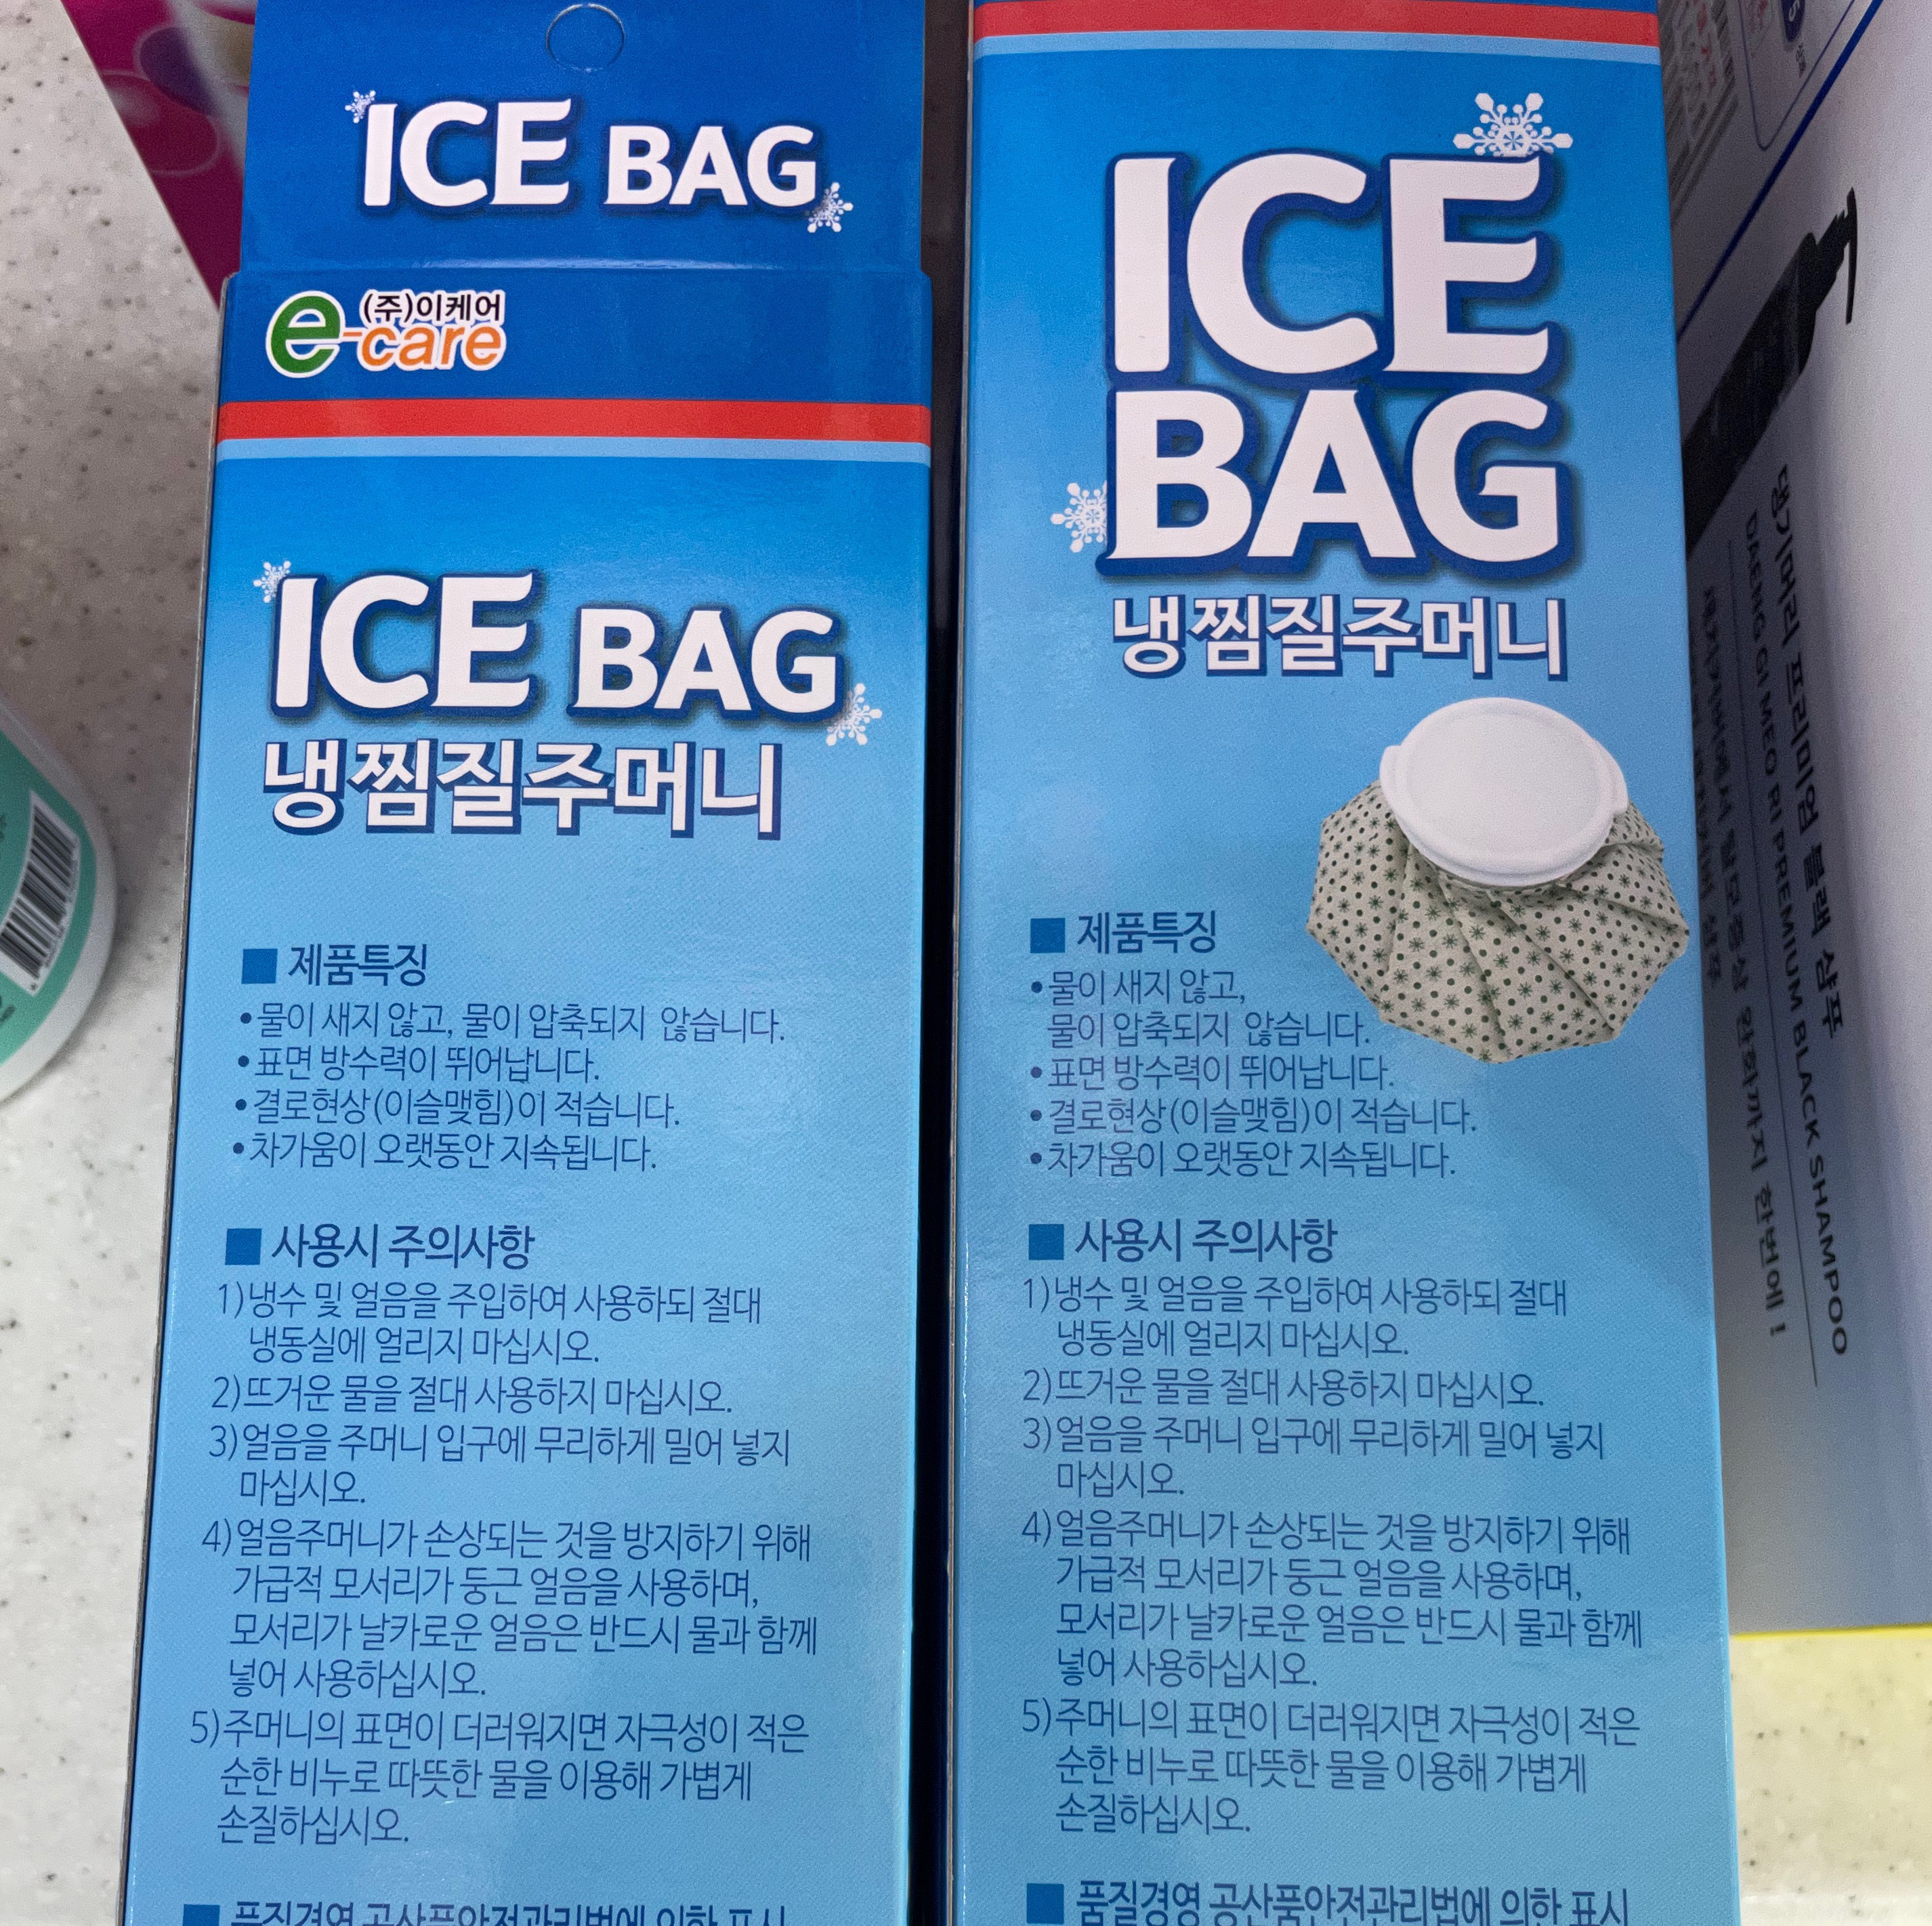 ICE BAG
(주)이케어
e-care
ICE BAG
냉찜질주머니
■ 제품특징
•물이 새지 않고, 물이 압축되지 않습니다.
•표면 방수력이 뛰어납니다.
•결로현상(이슬맺힘)이 적습니다.
•차가움이 오랫동안 지속됩니다.
■ 사용시 주의사항
1)냉수 및 얼음을 주입하여 사용하되 절대
냉동실에 얼리지 마십시오.
2)뜨거운 물을 절대 사용하지 마십시오.
3)얼음을 주머니 입구에 무리하게 밀어 넣지
마십시오.
4)얼음주머니가 손상되는 것을 방지하기 위해
가급적 모서리가 둥근 얼음을 사용하며,
모서리가 날카로운 얼음은 반드시 물과 함께
넣어 사용하십시오.
5)주머니의 표면이 더러워지면 자극성이 적은
순한 비누로 따뜻한 물을 이용해 가볍게
손질하십시오.
■ 품질경영 공산품안전관리법에 의한 표시
ICE
BAG
냉찜질주머니
■ 제품특징
•물이 새지 않고,
물이 압축되지 않습니다.
•표면 방수력이 뛰어납니다.
•결로현상(이슬맺힘)이 적습니다.
•차가움이 오랫동안 지속됩니다.
■ 사용시 주의사항
1)냉수 및 얼음을 주입하여 사용하되 절대
냉동실에 얼리지 마십시오.
2)뜨거운 물을 절대 사용하지 마십시오.
3)얼음을 주머니 입구에 무리하게 밀어 넣지
마십시오.
4)얼음주머니가 손상되는 것을 방지하기 위해
가급적 모서리가 둥근 얼음을 사용하며,
모서리가 날카로운 얼음은 반드시 물과 함께
넣어 사용하십시오.
5)주머니의 표면이 더러워지면 자극성이 적은
순한 비누로 따뜻한 물을 이용해 가볍게
손질하십시오.
■ 품질경영 공산품안전관리법에 의한 표시
댕기머리 프리미엄 블랙 샴푸
DAENG GI MEO RI PREMIUM BLACK SHAMPOO
완화까지 한번에!